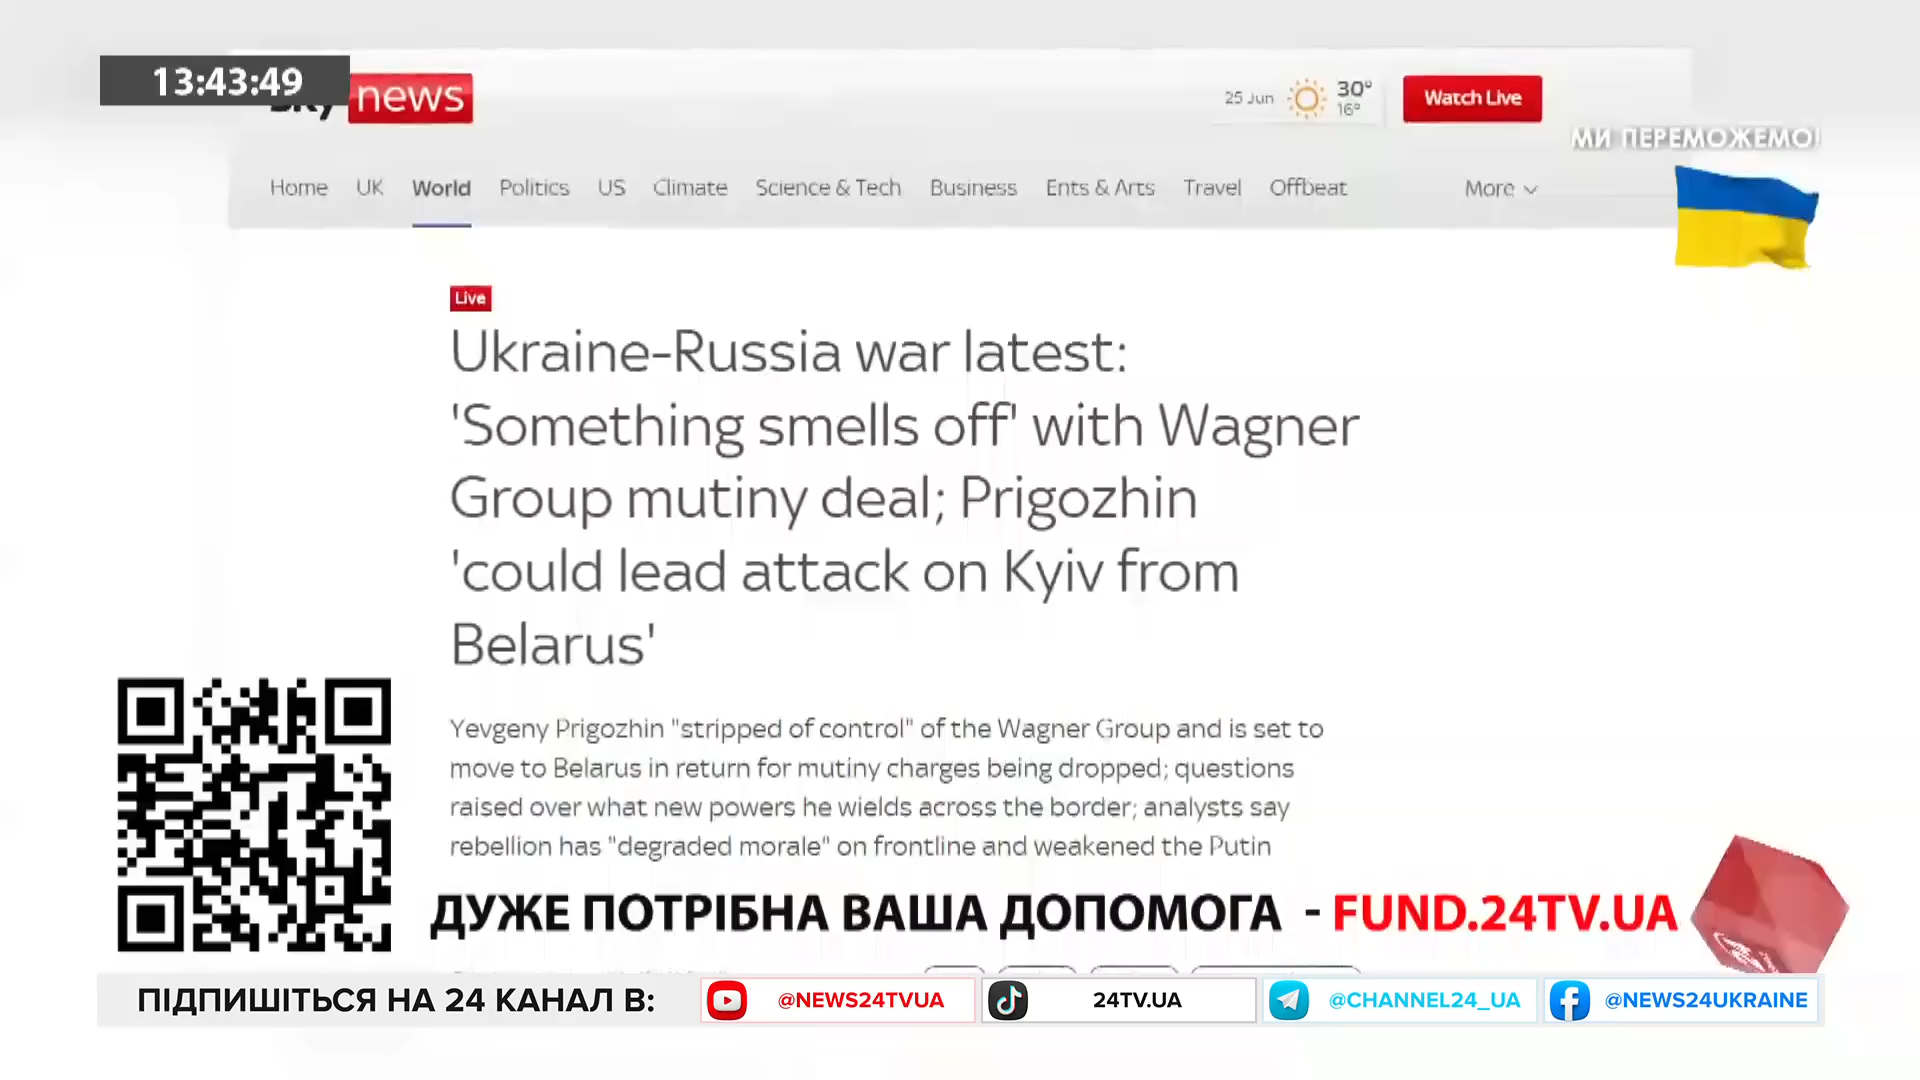 13:43:49
sky news
25 Jun
30°
16°
Watch Live
МИ ПЕРЕМОЖЕМО!
Home UK World Politics US Climate Science & Tech Business Ents & Arts Travel Offbeat More
Live
Ukraine-Russia war latest:
'Something smells off' with Wagner
Group mutiny deal; Prigozhin
'could lead attack on Kyiv from
Belarus'
Yevgeny Prigozhin "stripped of control" of the Wagner Group and is set to
move to Belarus in return for mutiny charges being dropped; questions
raised over what new powers he wields across the border; analysts say
rebellion has "degraded morale" on frontline and weakened the Putin
ДУЖЕ ПОТРІБНА ВАША ДОПОМОГА - FUND.24TV.UA
ПІДПИШІТЬСЯ НА 24 КАНАЛ В: @NEWS24TVUA 24TV.UA @CHANNEL24_UA @NEWS24UKRAINE